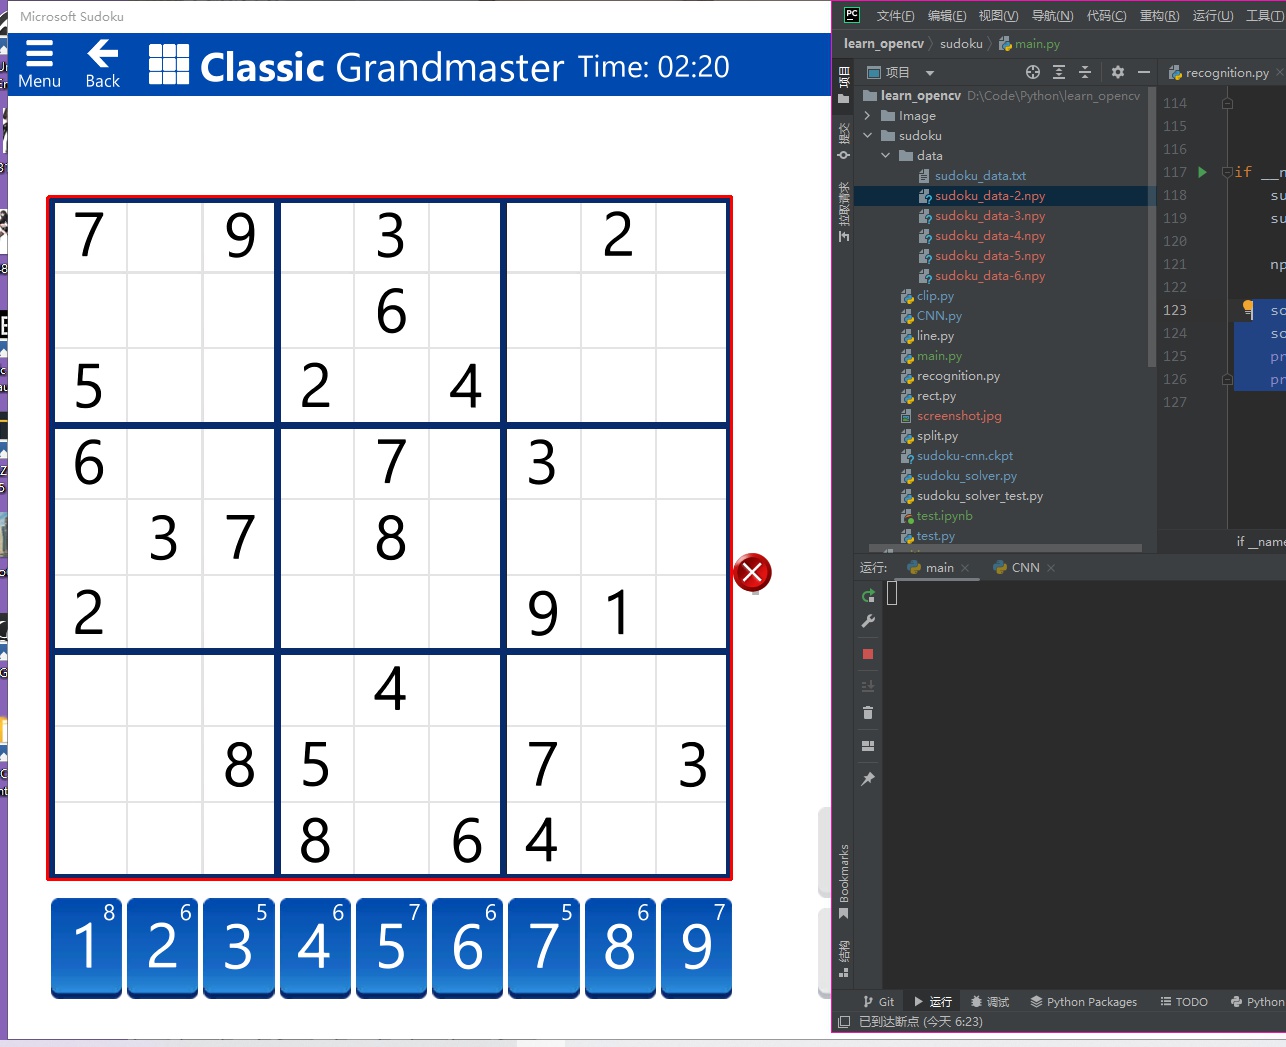 Microsoft Sudoku
Menu
Back
Classic Grandmaster
Time: 02:20
7 9 3 2
6
5 2 4
6 7 3
3 7 8
2 9 1
4
8 5 7 3
8 6 4
8 6 5 6 7 6 5 6 7
1 2 3 4 5 6 7 8 9
PC 文件(F) 编辑(E) 视图(V) 导航(N) 代码(C) 重构(R) 运行(U) 工具(T)
learn_opencv sudoku main.py
项目
提交
拉取请求
项目
learn_opencv D:\Code\Python\learn_opencv
Image
sudoku
data
sudoku_data.txt
sudoku_data-2.npy
sudoku_data-3.npy
sudoku_data-4.npy
sudoku_data-5.npy
sudoku_data-6.npy
clip.py
CNN.py
line.py
main.py
recognition.py
rect.py
screenshot.jpg
split.py
sudoku-cnn.ckpt
sudoku_solver.py
sudoku_solver_test.py
test.ipynb
test.py
recognition.py
114
115
116
117 if __n
118 su
119 su
120
121 np
122
123 so
124 so
125 pr
126 pr
127
if __name
运行: main CNN
Bookmarks
结构
Git 运行 调试 Python Packages TODO Python
已到达断点 (今天 6:23)